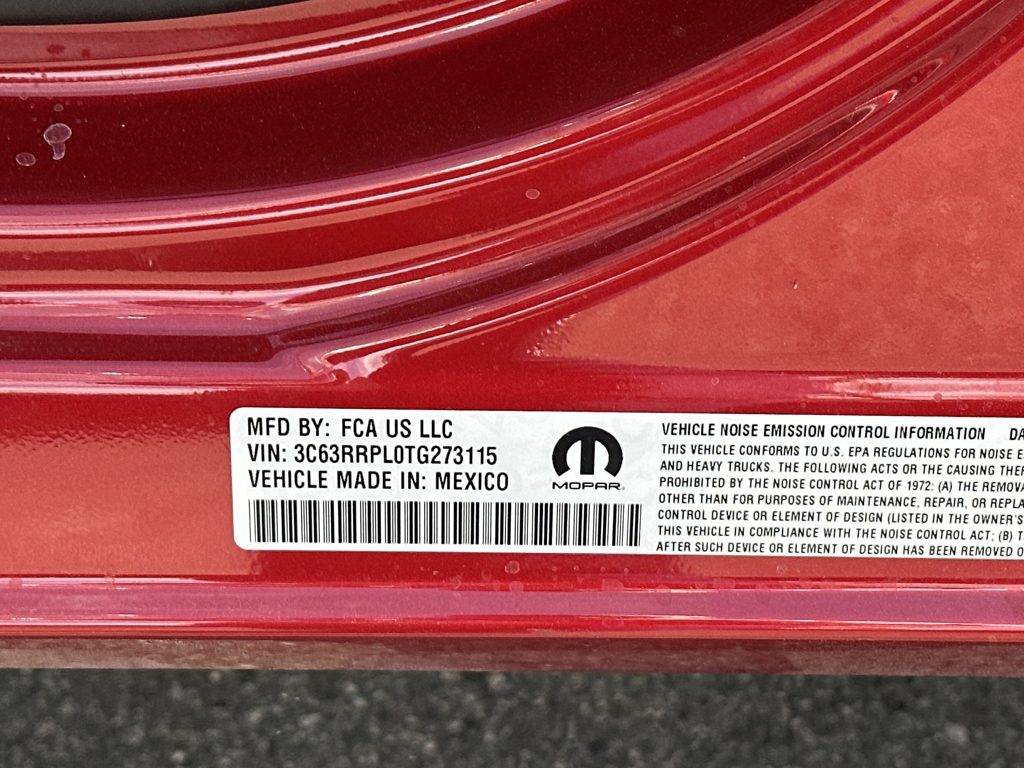 MFD BY: FCA US LLC
VIN: 3C63RRPL0TG273115
VEHICLE MADE IN: MEXICO
MOPAR
VEHICLE NOISE EMISSION CONTROL INFORMATION
THIS VEHICLE CONFORMS TO U.S. EPA REGULATIONS FOR NOISE
AND HEAVY TRUCKS. THE FOLLOWING ACTS OR THE CAUSING
PROHIBITED BY THE NOISE CONTROL ACT OF 1972: (A) THE
OTHER THAN FOR PURPOSES OF MAINTENANCE, REPAIR, OR
CONTROL DEVICE OR ELEMENT OF DESIGN (LISTED IN THE OWNER'S
THIS VEHICLE IN COMPLIANCE WITH THE NOISE CONTROL ACT; (B)
AFTER SUCH DEVICE OR ELEMENT OF DESIGN HAS BEEN REMOVED